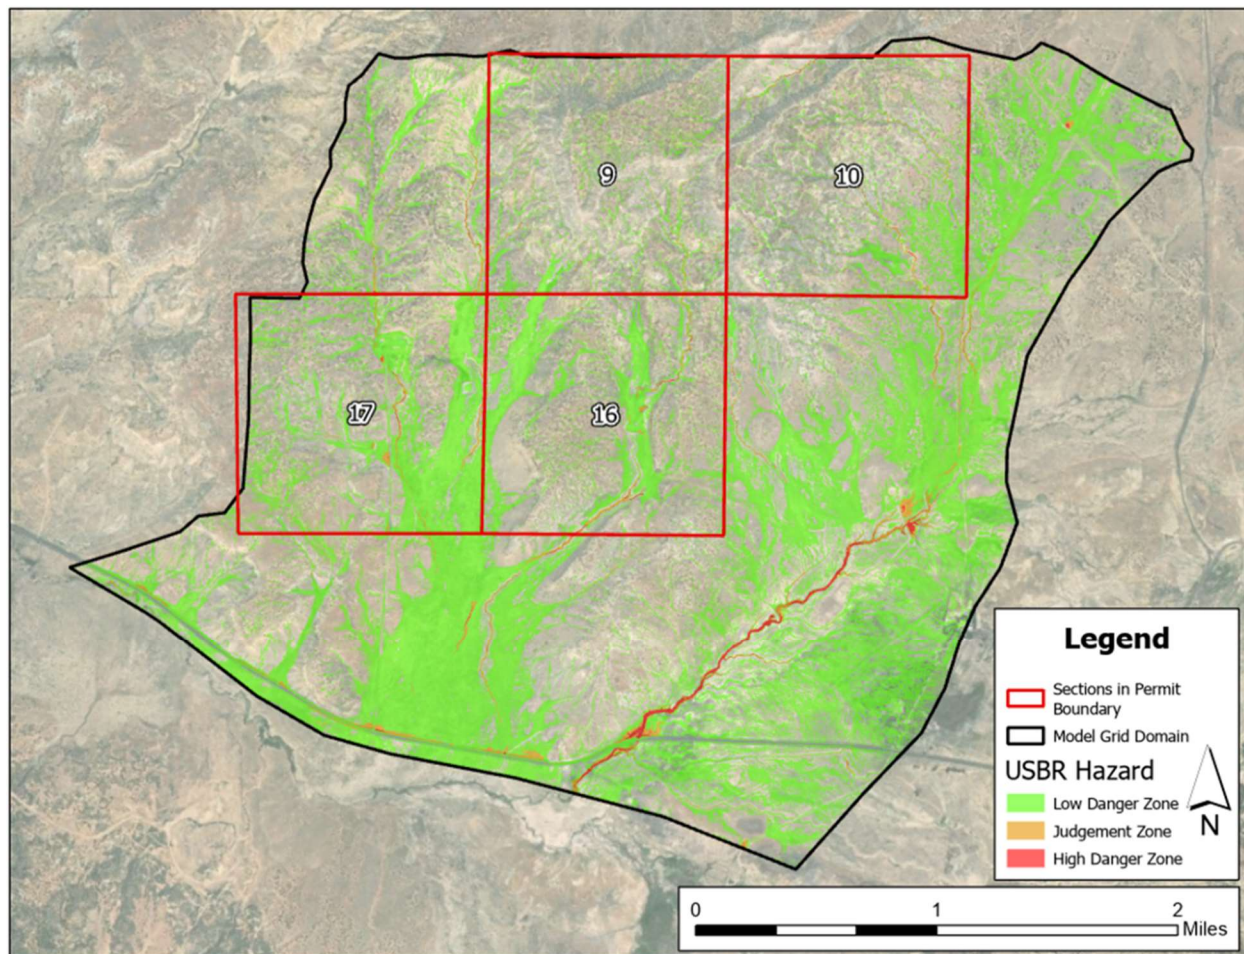 9
10
17
16
Legend
Sections in Permit
Boundary
Model Grid Domain
USBR Hazard
Low Danger Zone
Judgement Zone
High Danger Zone
N
0 1 2
Miles